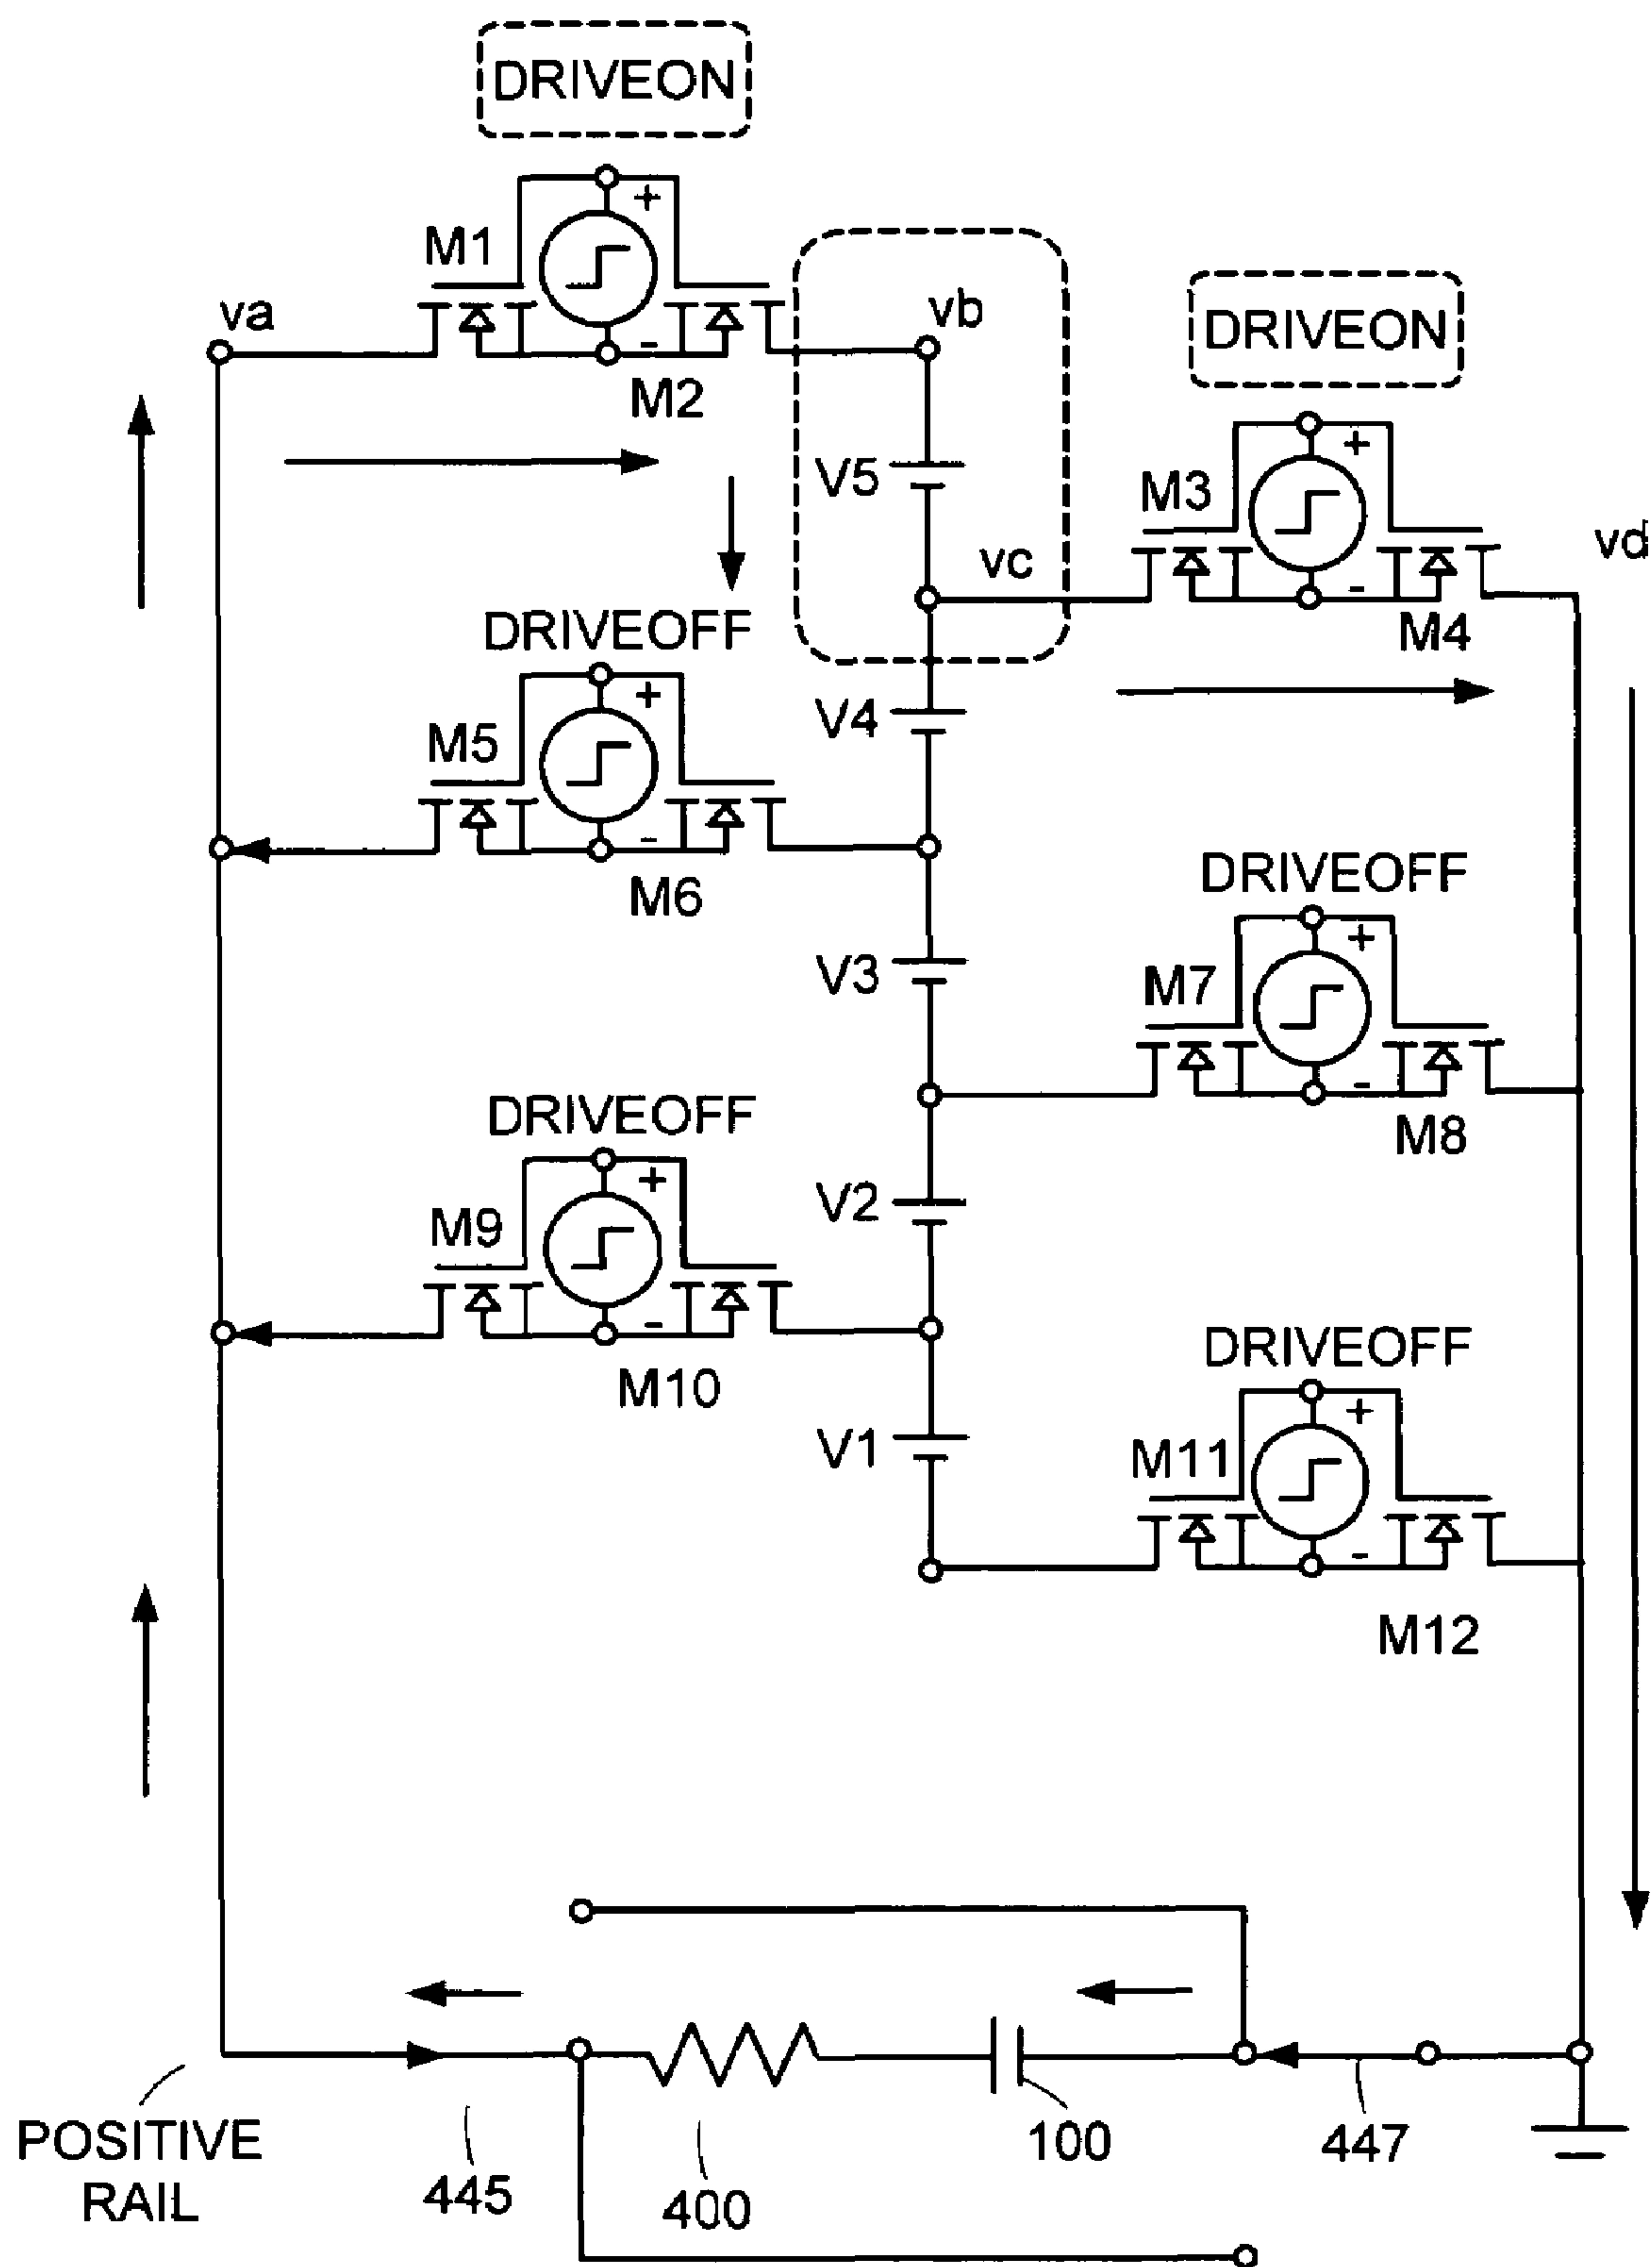 DRIVEON
+
M1
va
-
M2
vb
DRIVEON
V5
+
M3
vd
vc
-
M4
DRIVEOFF
+
V4
M5
-
M6
DRIVEOFF
+
V3
M7
-
M8
DRIVEOFF
+
V2
M9
-
M10
DRIVEOFF
+
V1
M11
-
M12
POSITIVE
RAIL
445
400
100
447